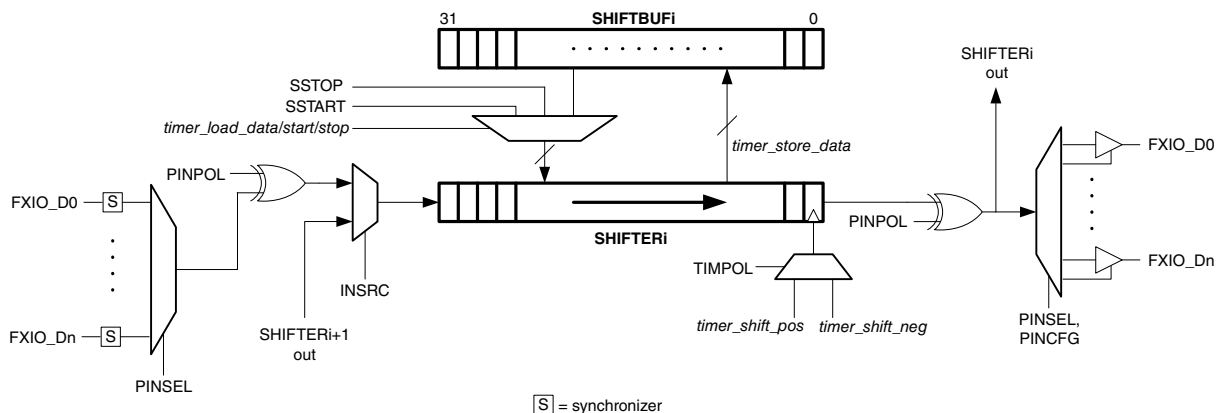 31
SHIFTBUFi
0
SSTOP
SSTART
timer_load_data/start/stop
timer_store_data
SHIFTERi
out
FXIO_D0
FXIO_D0
S
PINPOL
PINPOL
SHIFTERi
TIMPOL
INSRC
FXIO_Dn
S
FXIO_Dn
SHIFTERi+1
out
timer_shift_pos
timer_shift_neg
PINSEL,
PINCFG
PINSEL
S = synchronizer